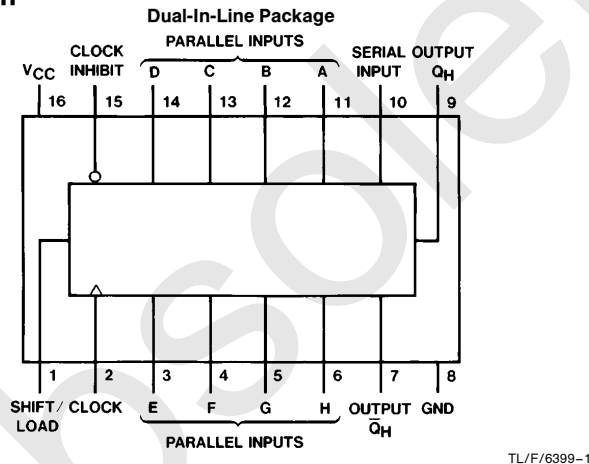 n
Dual-In-Line Package
PARALLEL INPUTS
CLOCK INHIBIT
SERIAL INPUT
OUTPUT QH
VCC D C B A
16 15 14 13 12 11 10 9
1 2 3 4 5 6 7 8
SHIFT/LOAD
CLOCK E F G H
OUTPUT Q̅H
GND
PARALLEL INPUTS
TL/F/6399–1